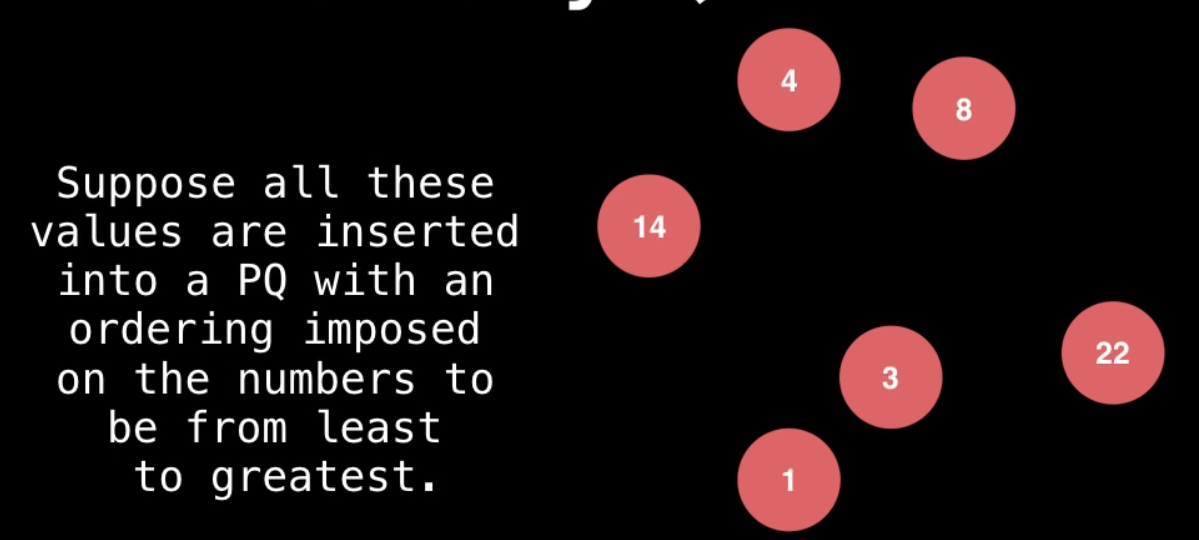 4
8
Suppose all these
values are inserted
14
into a PQ with an
ordering imposed
on the numbers to
22
3
be from least
to greatest.
1